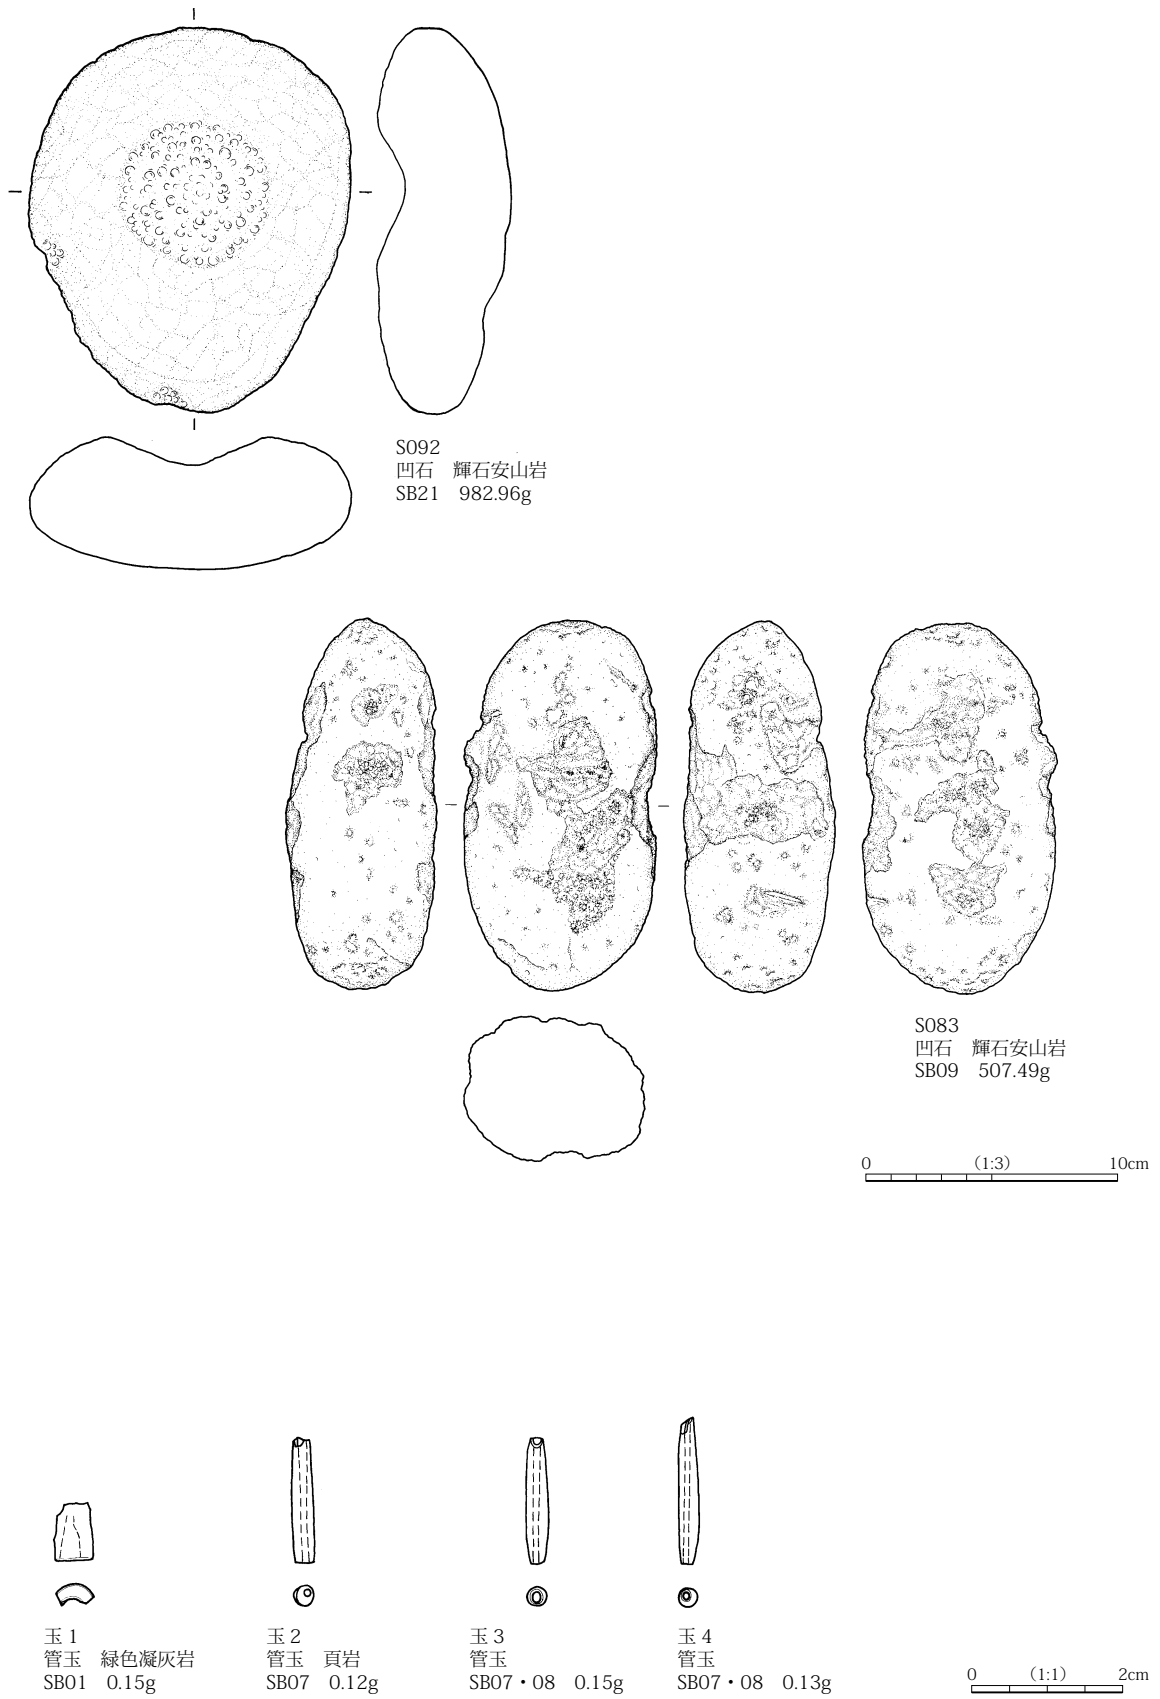 S092
凹石　輝石安山岩
SB21　982.96g
S083
凹石　輝石安山岩
SB09　507.49g
0　(1:3)　10cm
玉 1
管玉　緑色凝灰岩
SB01　0.15g
玉 2
管玉　頁岩
SB07　0.12g
玉 3
管玉
SB07・08　0.15g
玉 4
管玉
SB07・08　0.13g
0　(1:1)　2cm